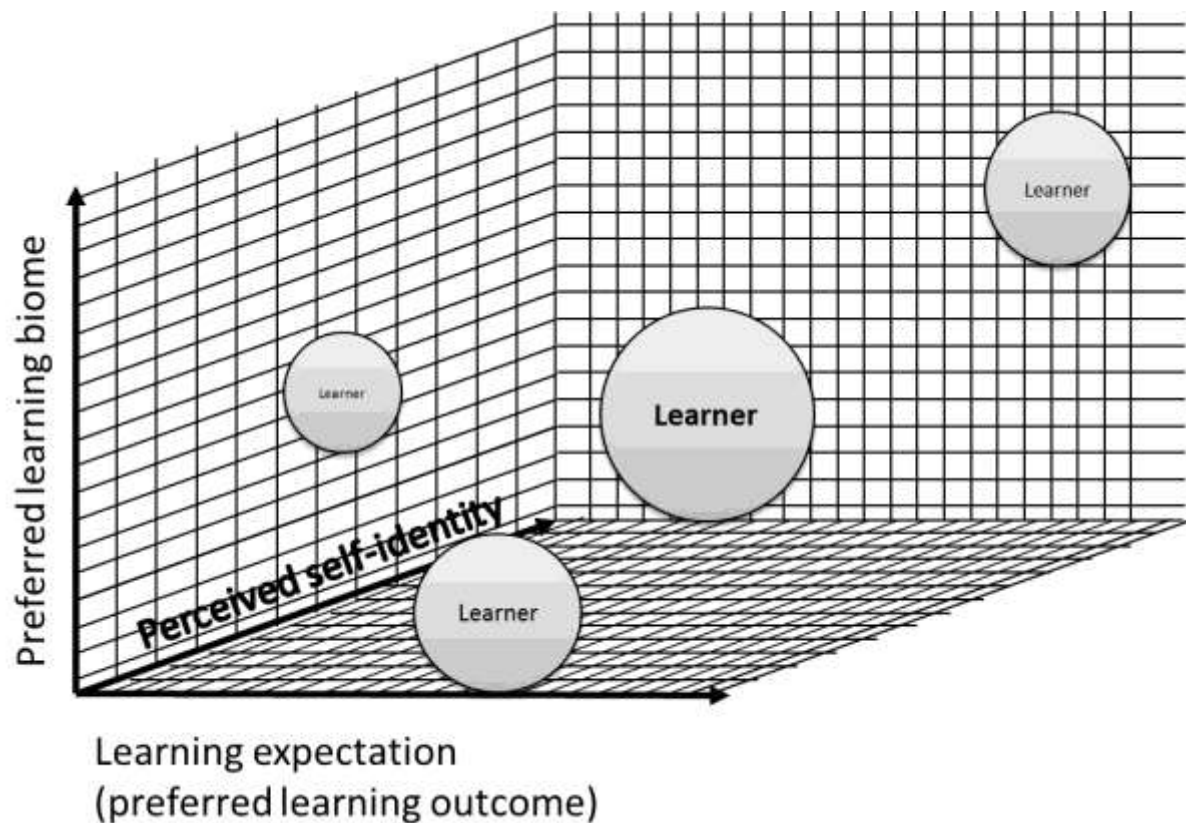 Preferred learning biome
Learner
Learner
Learner
Perceived self-identity
Learner
Learning expectation
(preferred learning outcome)